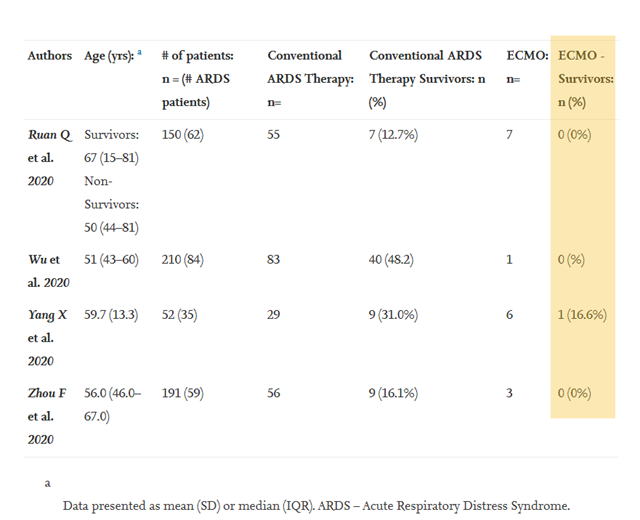 Authors Age (yrs): a # of patients: Conventional Conventional ARDS ECMO: ECMO -
n = (# ARDS ARDS Therapy: Therapy Survivors: n n= Survivors:
patients) n= (%) n (%)
Ruan Q Survivors: 150 (62) 55 7 (12.7%) 7 0 (0%)
et al. 67 (15–81)
2020 Non-
Survivors:
50 (44–81)
Wu et 51 (43–60) 210 (84) 83 40 (48.2) 1 0 (%)
al. 2020
Yang X 59.7 (13.3) 52 (35) 29 9 (31.0%) 6 1 (16.6%)
et al.
2020
Zhou F 56.0 (46.0– 191 (59) 56 9 (16.1%) 3 0 (0%)
et al. 67.0)
2020
a
Data presented as mean (SD) or median (IQR). ARDS – Acute Respiratory Distress Syndrome.